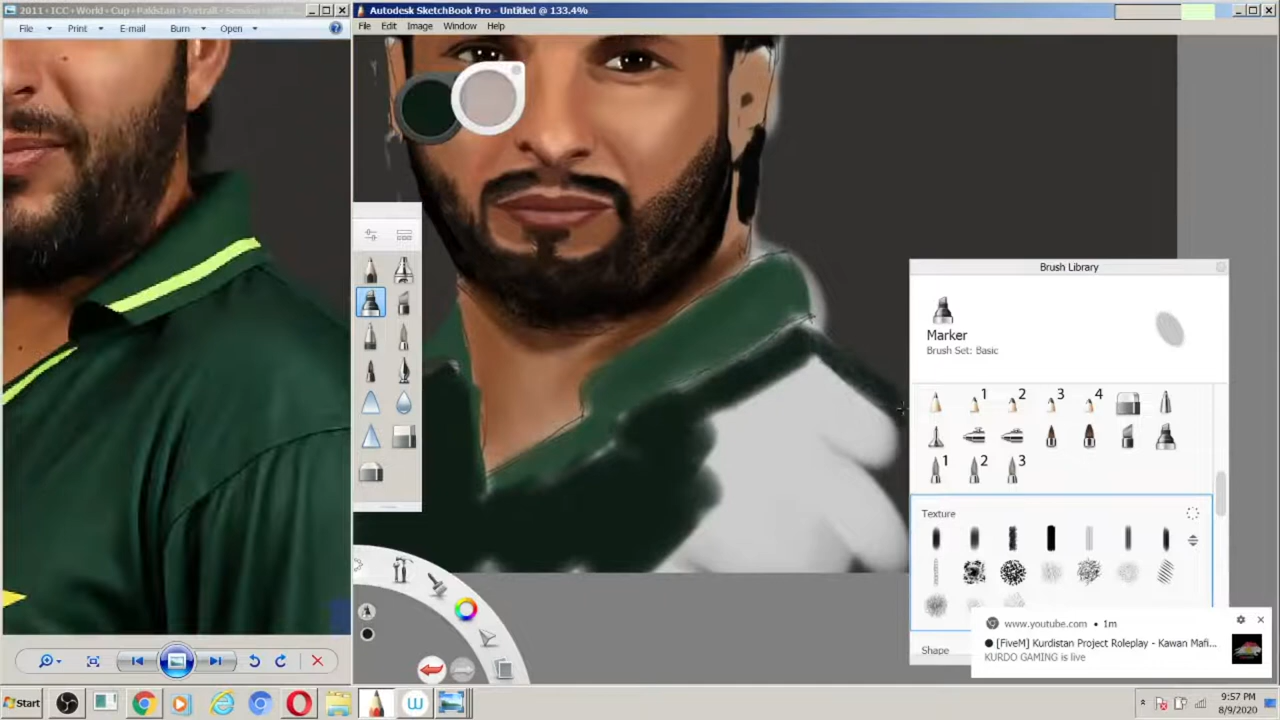 2011 • ICC • World • Cup • Pakistan • Portrait •
Autodesk SketchBook Pro - Untitled @ 133.4%
File Print E-mail Burn Open
File Edit Image Window Help
Brush Library
Marker
Brush Set: Basic
1 2 3 4
1 2 3
Texture
www.youtube.com • 1m
[FiveM] Kurdistan Project Roleplay - Kawan Mafi...
KURDO GAMING is live
Shape
Start
9:57 PM
8/9/2020